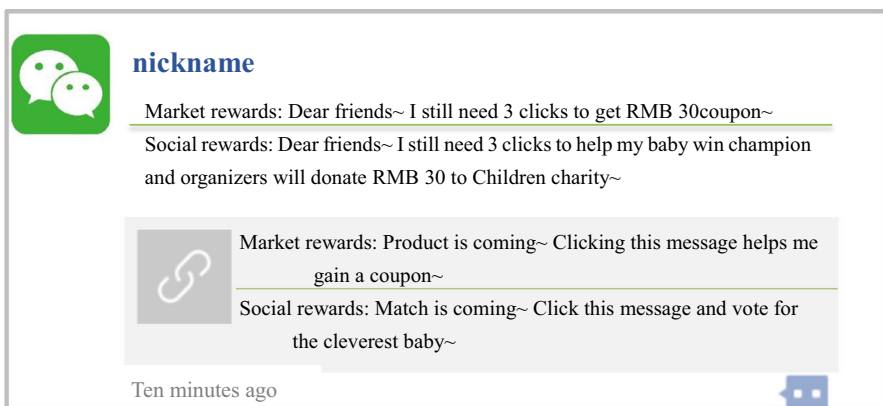 nickname
Market rewards: Dear friends~ I still need 3 clicks to get RMB 30coupon~
Social rewards: Dear friends~ I still need 3 clicks to help my baby win champion
and organizers will donate RMB 30 to Children charity~
Market rewards: Product is coming~ Clicking this message helps me
gain a coupon~
Social rewards: Match is coming~ Click this message and vote for
the cleverest baby~
Ten minutes ago